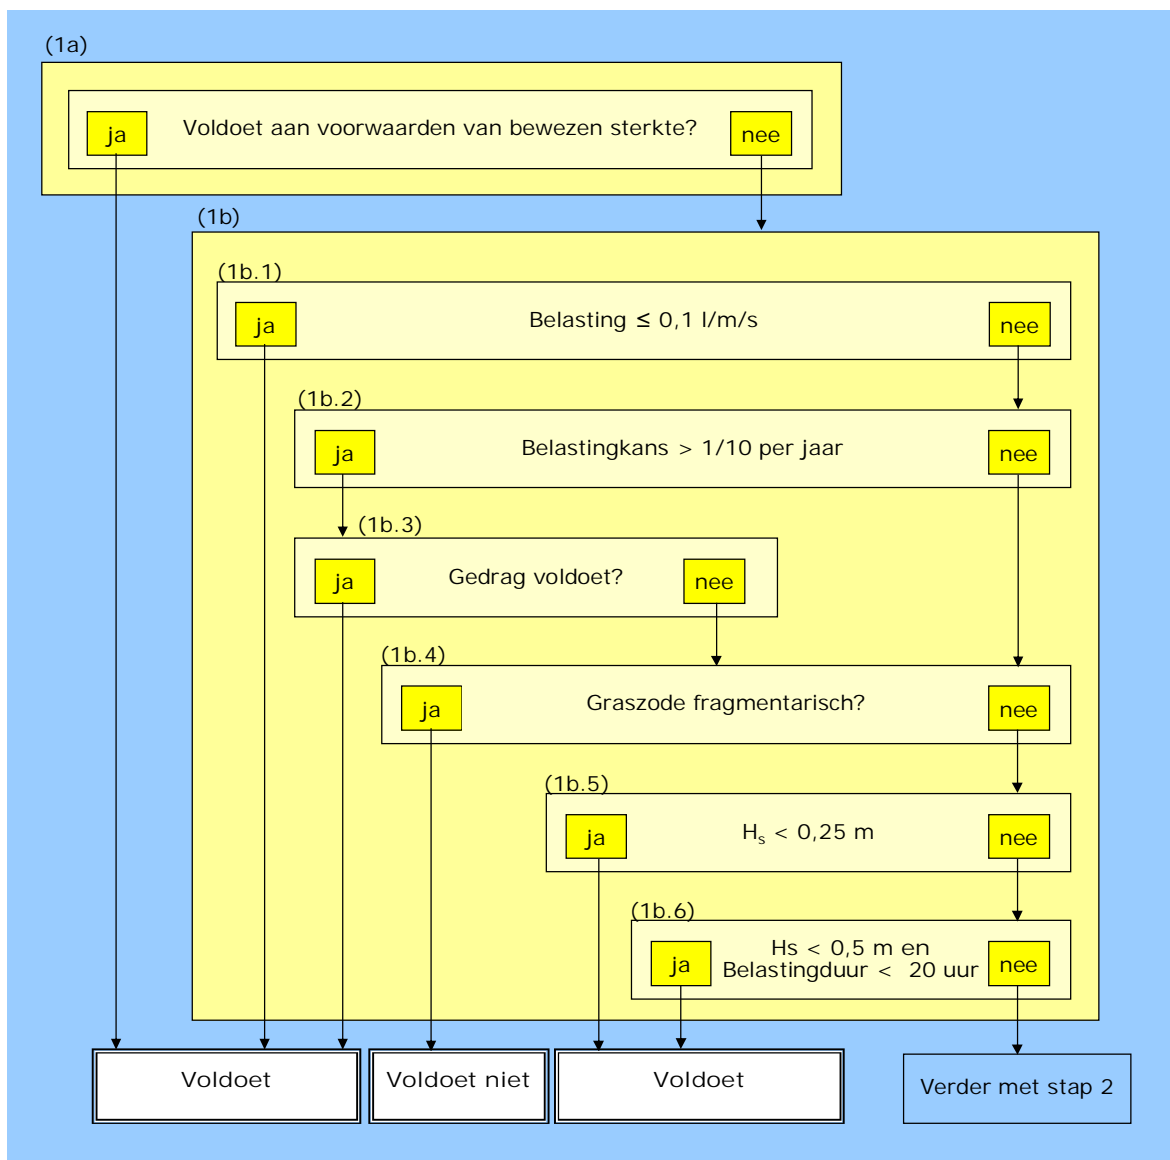 (1a)
ja
Voldoet aan voorwaarden van bewezen sterkte?
nee
(1b)
(1b.1)
ja
Belasting ≤ 0,1 l/m/s
nee
(1b.2)
ja
Belastingkans > 1/10 per jaar
nee
(1b.3)
ja
Gedrag voldoet?
nee
(1b.4)
ja
Graszode fragmentarisch?
nee
(1b.5)
ja
Hs < 0,25 m
nee
(1b.6)
ja
Hs < 0,5 m en
Belastingduur < 20 uur
nee
Voldoet
Voldoet niet
Voldoet
Verder met stap 2